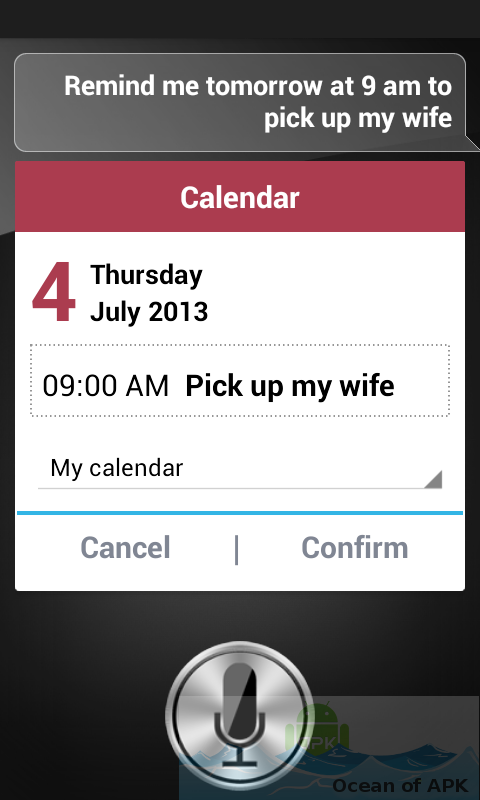 Remind me tomorrow at 9 am to
pick up my wife
Calendar
4 Thursday
July 2013
09:00 AM Pick up my wife
My calendar
Cancel | Confirm
APK
Ocean of APK